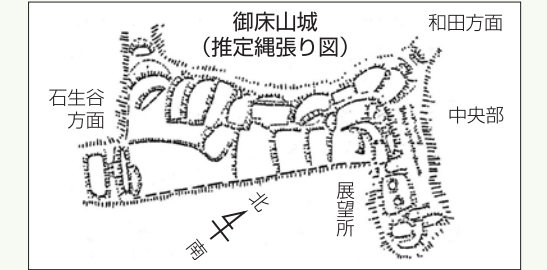 御床山城
（推定縄張り図）
和田方面
石生谷
方面
中央部
展望所
北
南